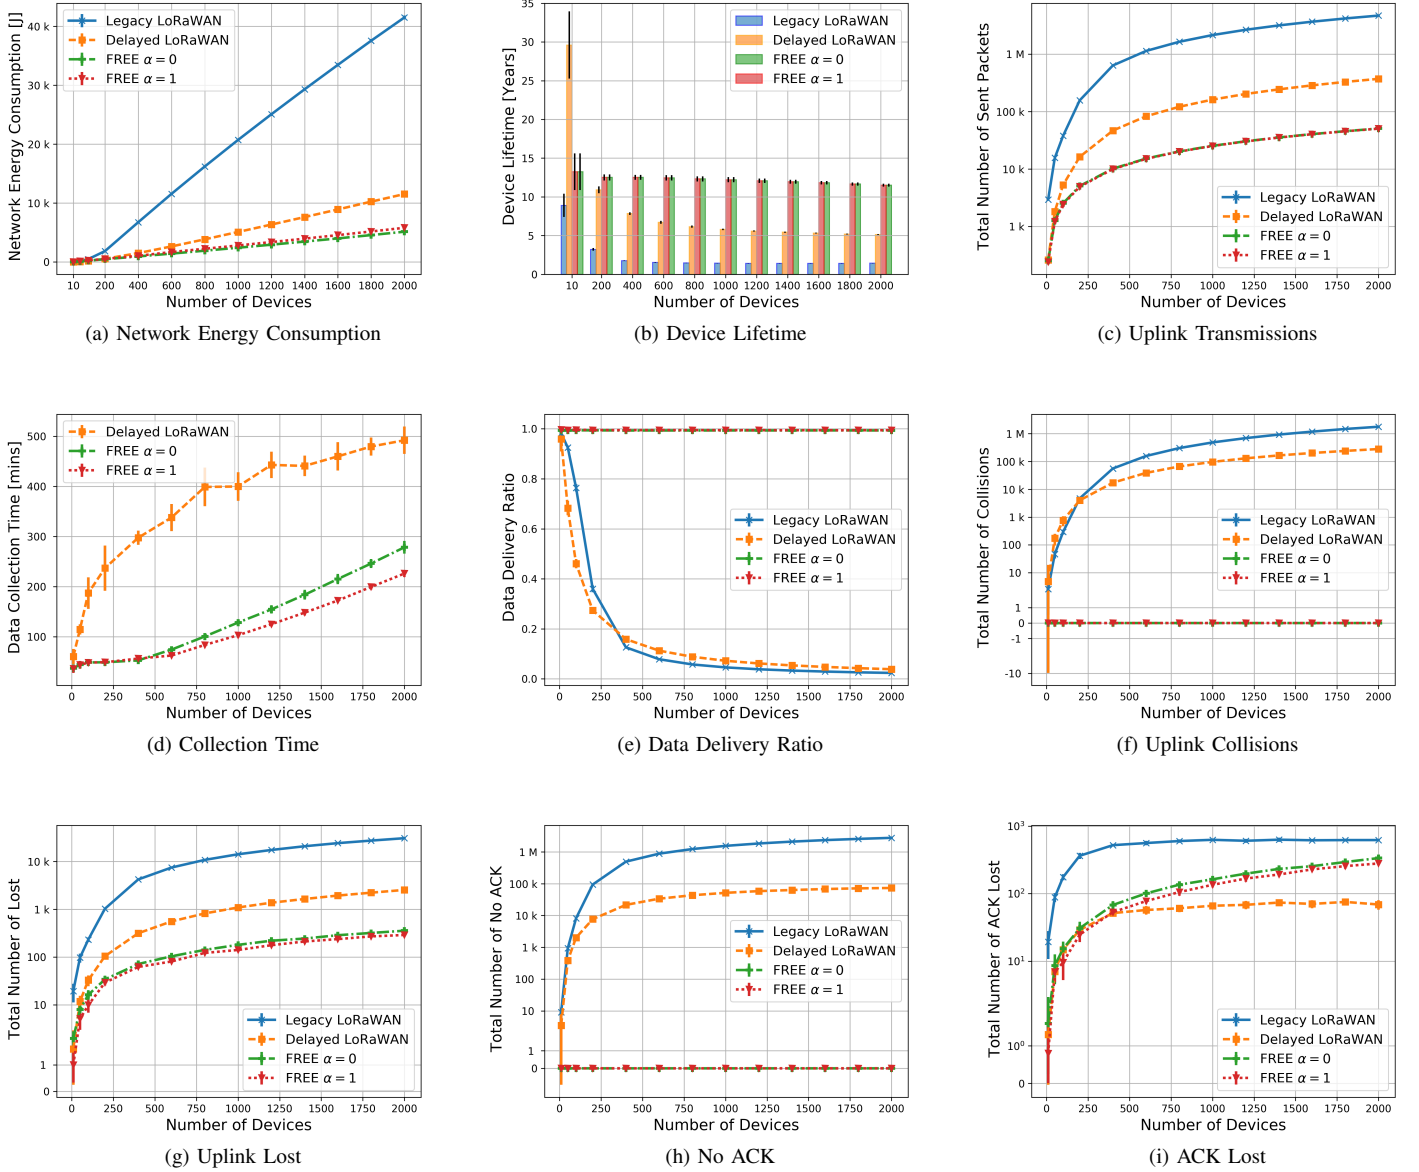 Network Energy Consumption [J]
40 k
30 k
20 k
10 k
0
Legacy LoRaWAN
Delayed LoRaWAN
FREE α = 0
FREE α = 1
10 200 400 600 800 1000 1200 1400 1600 1800 2000
Number of Devices
(a) Network Energy Consumption
Device Lifetime [Years]
35
30
25
20
15
10
5
0
Legacy LoRaWAN
Delayed LoRaWAN
FREE α = 0
FREE α = 1
10 200 400 600 800 1000 1200 1400 1600 1800 2000
Number of Devices
(b) Device Lifetime
Total Number of Sent Packets
1 M
100 k
10 k
1 k
Legacy LoRaWAN
Delayed LoRaWAN
FREE α = 0
FREE α = 1
0 250 500 750 1000 1250 1500 1750 2000
Number of Devices
(c) Uplink Transmissions
Data Collection Time [mins]
500
400
300
200
100
Delayed LoRaWAN
FREE α = 0
FREE α = 1
0 250 500 750 1000 1250 1500 1750 2000
Number of Devices
(d) Collection Time
Data Delivery Ratio
1.0
0.8
0.6
0.4
0.2
0.0
Legacy LoRaWAN
Delayed LoRaWAN
FREE α = 0
FREE α = 1
0 250 500 750 1000 1250 1500 1750 2000
Number of Devices
(e) Data Delivery Ratio
Total Number of Collisions
1 M
100 k
10 k
1 k
100
10
1
0
-1
-10
Legacy LoRaWAN
Delayed LoRaWAN
FREE α = 0
FREE α = 1
0 250 500 750 1000 1250 1500 1750 2000
Number of Devices
(f) Uplink Collisions
Total Number of Lost
10 k
1 k
100
10
1
0
Legacy LoRaWAN
Delayed LoRaWAN
FREE α = 0
FREE α = 1
0 250 500 750 1000 1250 1500 1750 2000
Number of Devices
(g) Uplink Lost
Total Number of No ACK
1 M
100 k
10 k
1 k
100
10
1
0
Legacy LoRaWAN
Delayed LoRaWAN
FREE α = 0
FREE α = 1
0 250 500 750 1000 1250 1500 1750 2000
Number of Devices
(h) No ACK
Total Number of ACK Lost
10³
10²
10¹
10⁰
0
Legacy LoRaWAN
Delayed LoRaWAN
FREE α = 0
FREE α = 1
0 250 500 750 1000 1250 1500 1750 2000
Number of Devices
(i) ACK Lost